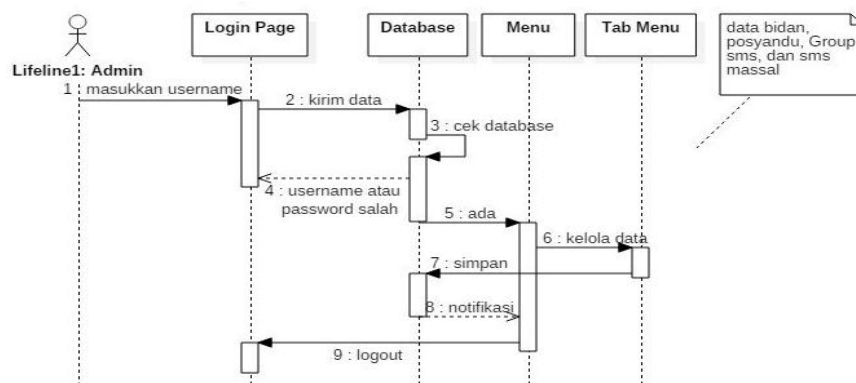 Login Page
Database
Menu
Tab Menu
data bidan,
posyandu, Group
sms, dan sms
massal
Lifeline1: Admin
1 masukkan username
2 : kirim data
3 : cek database
4 : username atau
password salah
5 : ada
6 : kelola data
7 : simpan
8 : notifikasi
9 : logout